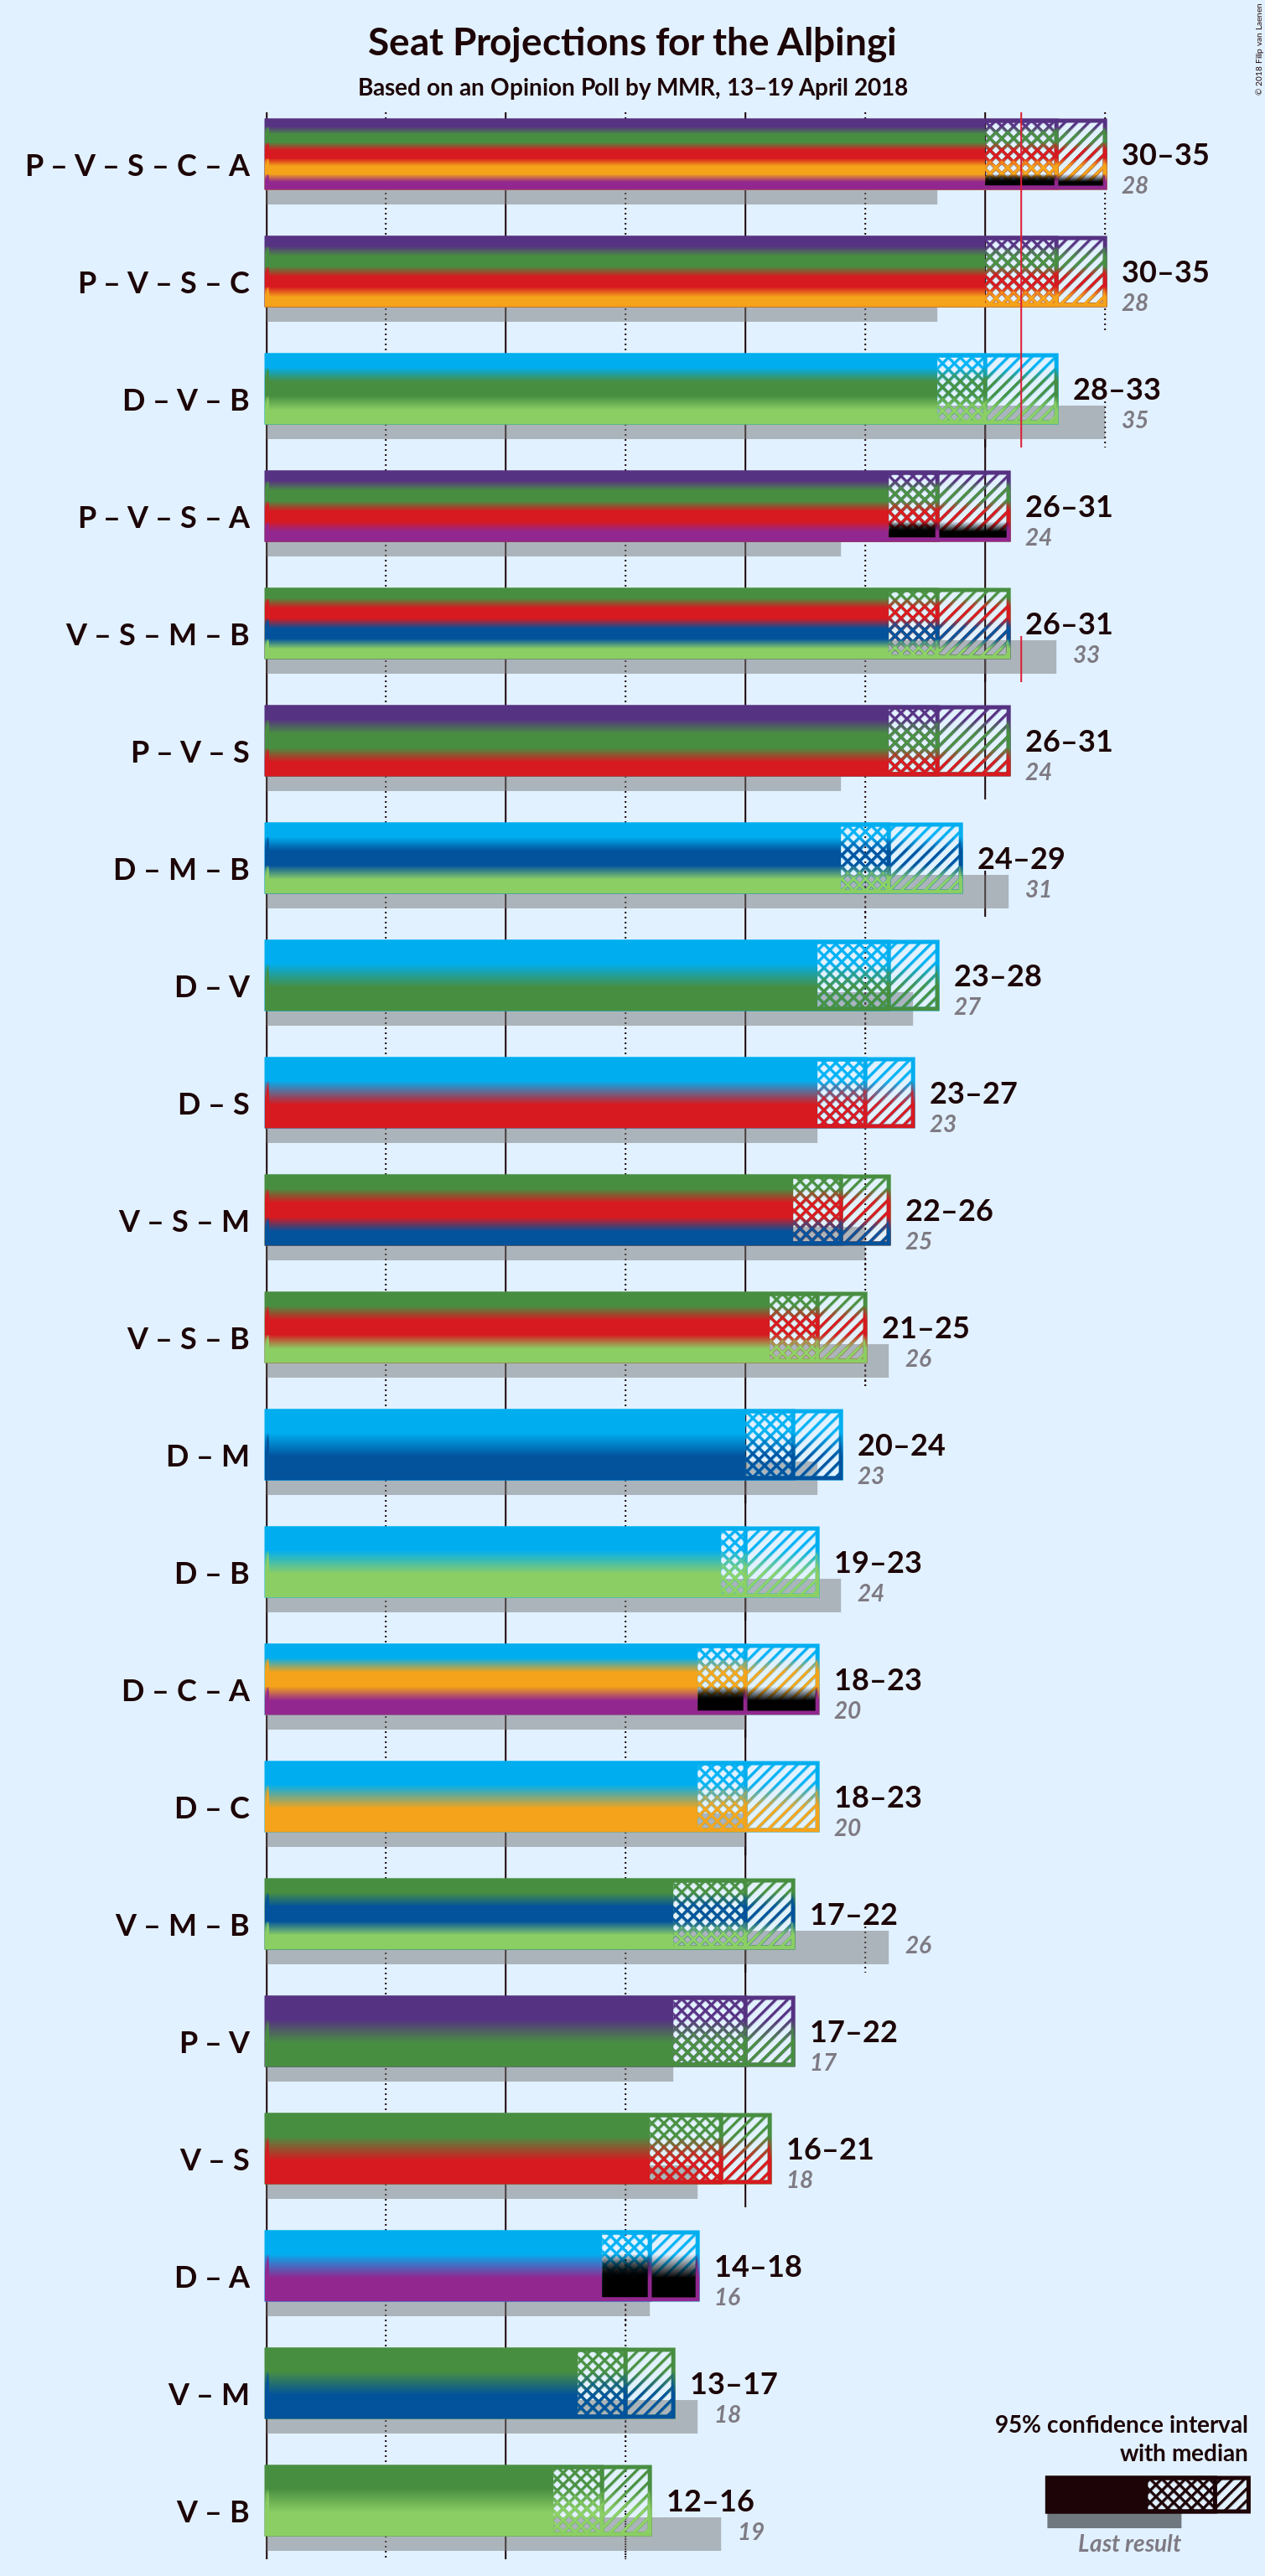 Seat Projections for the Alþingi
Based on an Opinion Poll by MMR, 13–19 April 2018
© 2018 Filip van Laenen
P – V – S – C – A
30–35
28
P – V – S – C
30–35
28
D – V – B
28–33
35
P – V – S – A
26–31
24
V – S – M – B
26–31
33
P – V – S
26–31
24
D – M – B
24–29
31
D – V
23–28
27
D – S
23–27
23
V – S – M
22–26
25
V – S – B
21–25
26
D – M
20–24
23
D – B
19–23
24
D – C – A
18–23
20
D – C
18–23
20
V – M – B
17–22
26
P – V
17–22
17
V – S
16–21
18
D – A
14–18
16
V – M
13–17
18
V – B
12–16
19
95% confidence interval
with median
Last result